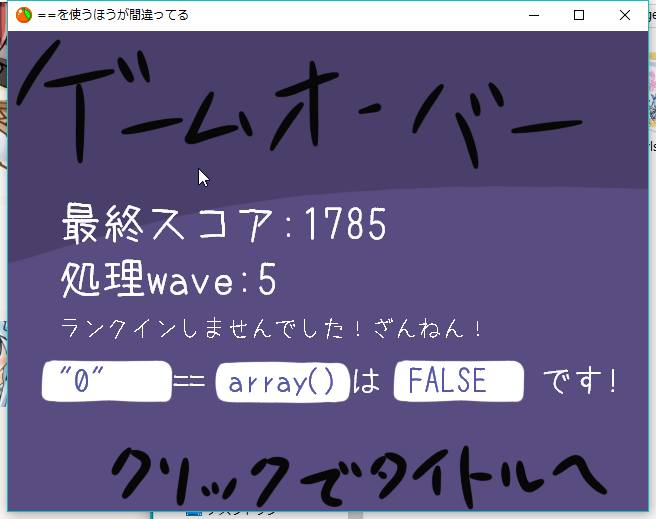 ==を使うほうが間違ってる
ゲームオーバー
最終スコア:1785
処理wave:5
ランクインしませんでした！ざんねん！
"0" == array() は FALSE です!
クリックでタイトルへ